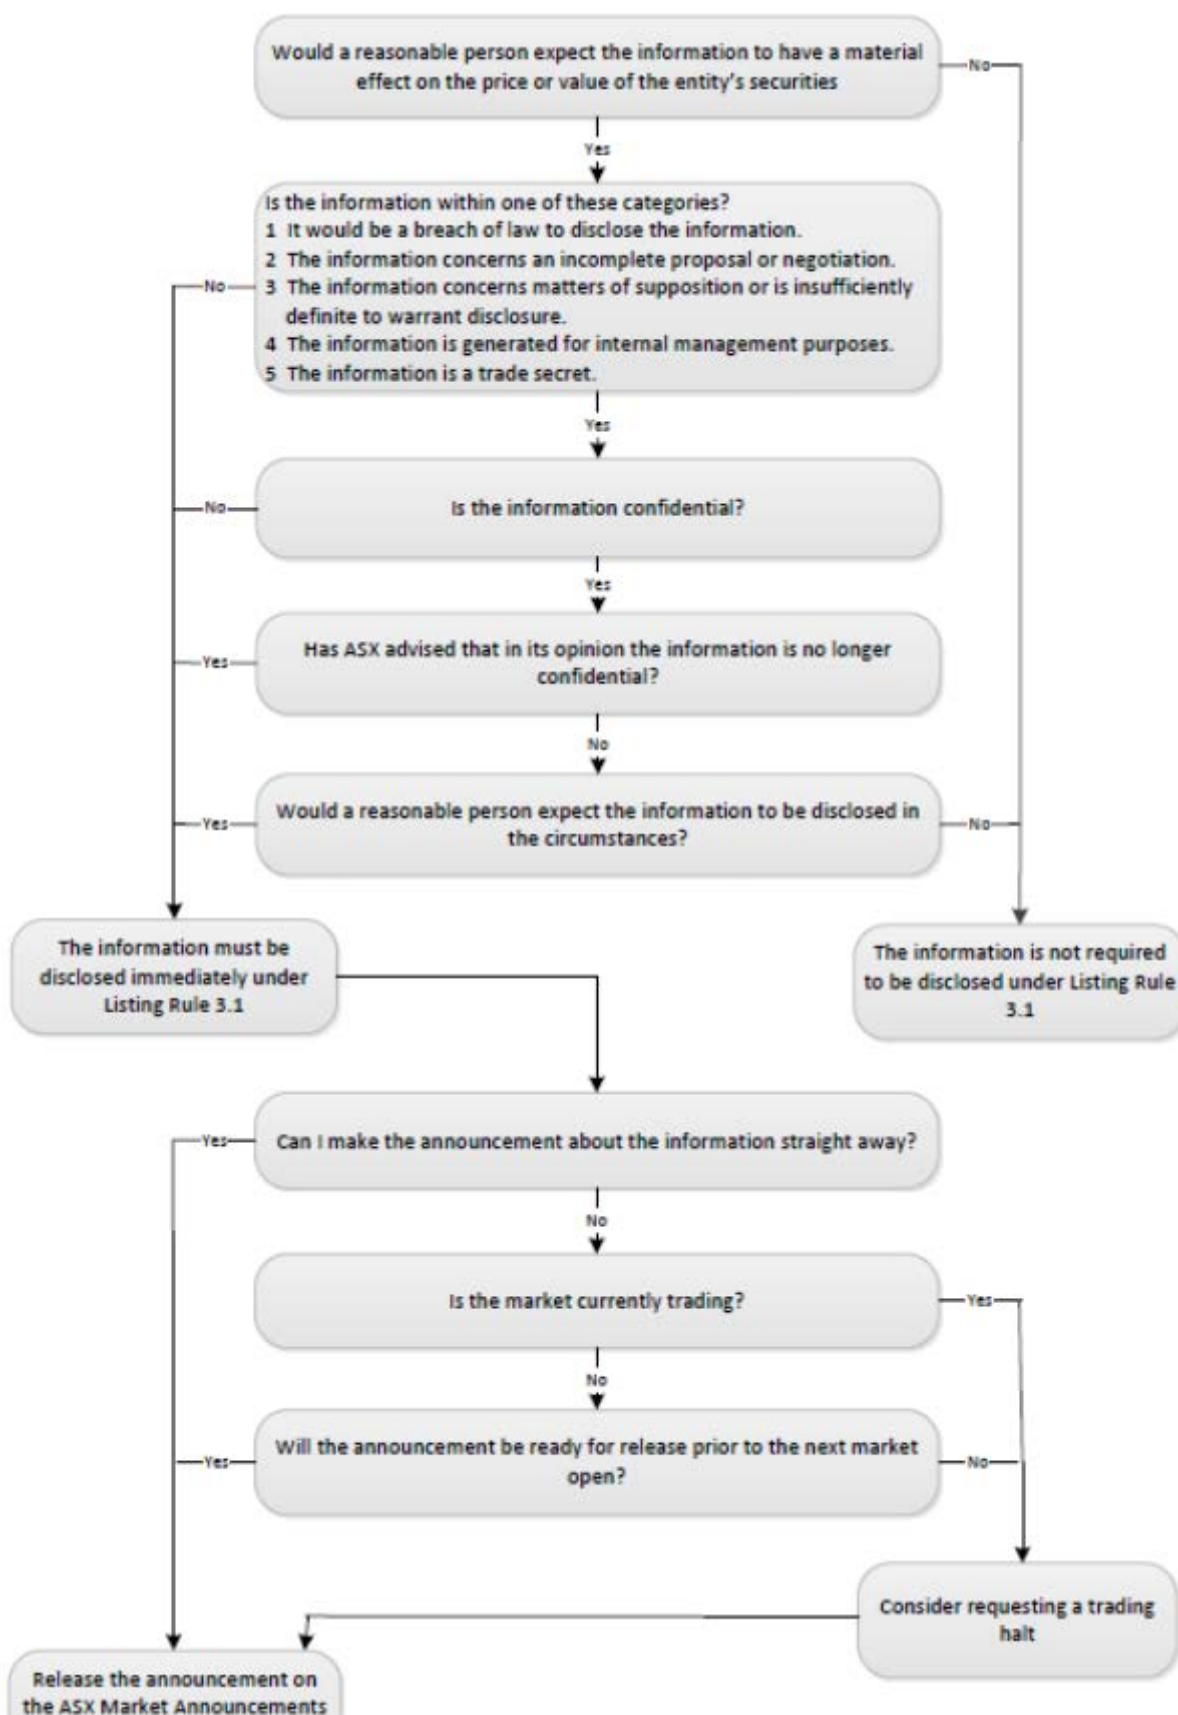 Would a reasonable person expect the information to have a material
effect on the price or value of the entity's securities
No
Yes
Is the information within one of these categories?
1 It would be a breach of law to disclose the information.
2 The information concerns an incomplete proposal or negotiation.
No
3 The information concerns matters of supposition or is insufficiently
definite to warrant disclosure.
4 The information is generated for internal management purposes.
5 The information is a trade secret.
Yes
No
Is the information confidential?
Yes
Has ASX advised that in its opinion the information is no longer
confidential?
Yes
No
Would a reasonable person expect the information to be disclosed in
the circumstances?
Yes
No
The information must be
disclosed immediately under
Listing Rule 3.1
The information is not required
to be disclosed under Listing Rule
3.1
Yes
Can I make the announcement about the information straight away?
No
Is the market currently trading?
Yes
No
Will the announcement be ready for release prior to the next market
open?
Yes
No
Consider requesting a trading
halt
Release the announcement on
the ASX Market Announcements